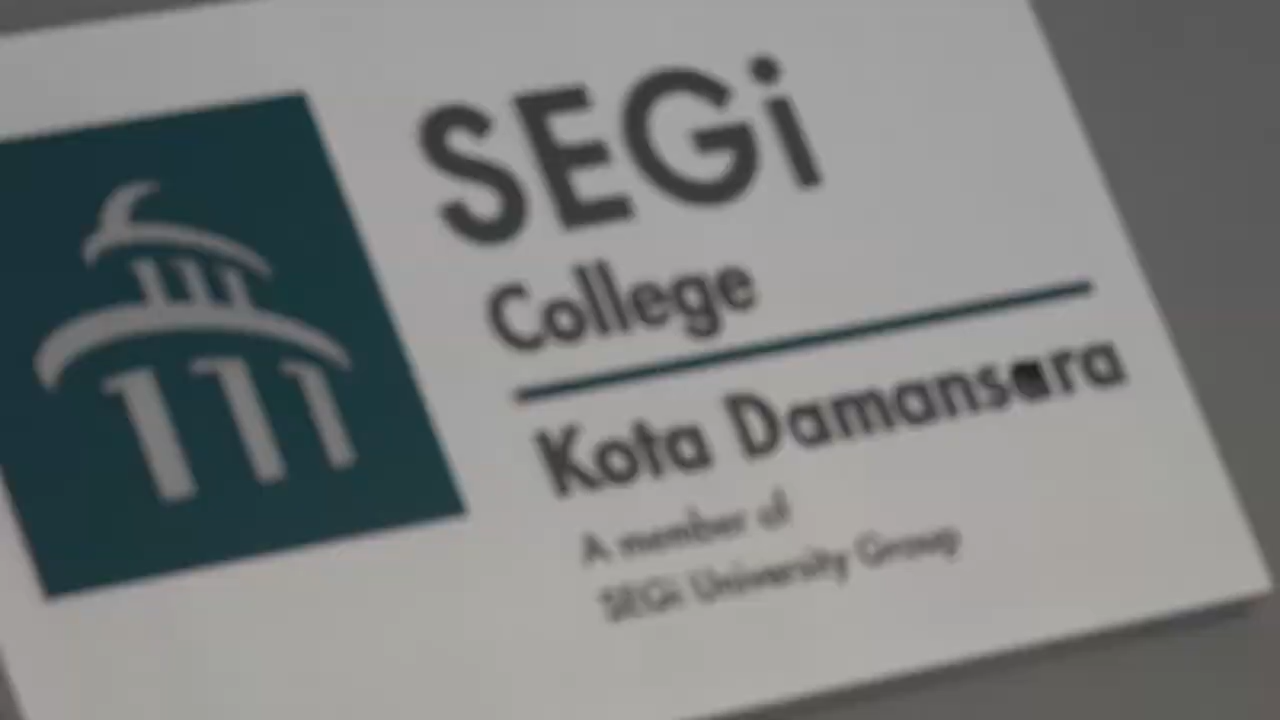 SEGi
College
Kota Damansara
A member of
SEGi University Group